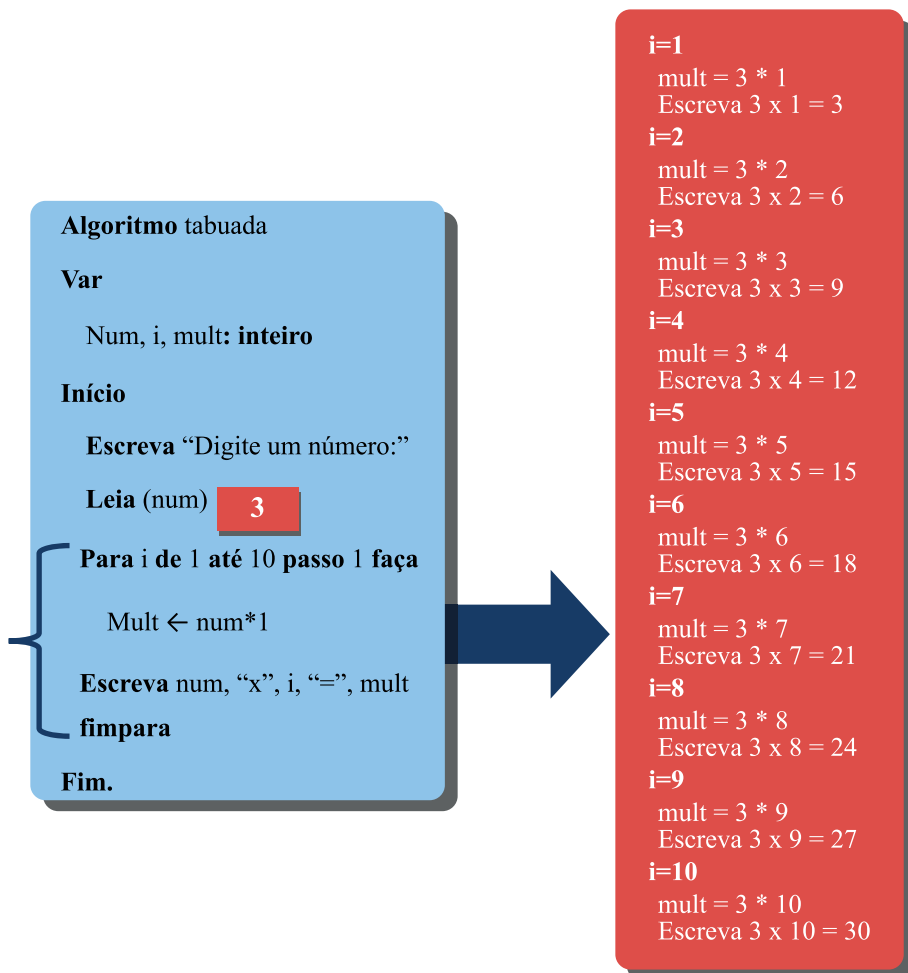 Algoritmo tabuada
Var
Num, i, mult: inteiro
Início
Escreva “Digite um número:”
Leia (num)
3
Para i de 1 até 10 passo 1 faça
Mult ← num*1
Escreva num, “x”, i, “=”, mult
fimpara
Fim.
i=1
mult = 3 * 1
Escreva 3 x 1 = 3
i=2
mult = 3 * 2
Escreva 3 x 2 = 6
i=3
mult = 3 * 3
Escreva 3 x 3 = 9
i=4
mult = 3 * 4
Escreva 3 x 4 = 12
i=5
mult = 3 * 5
Escreva 3 x 5 = 15
i=6
mult = 3 * 6
Escreva 3 x 6 = 18
i=7
mult = 3 * 7
Escreva 3 x 7 = 21
i=8
mult = 3 * 8
Escreva 3 x 8 = 24
i=9
mult = 3 * 9
Escreva 3 x 9 = 27
i=10
mult = 3 * 10
Escreva 3 x 10 = 30